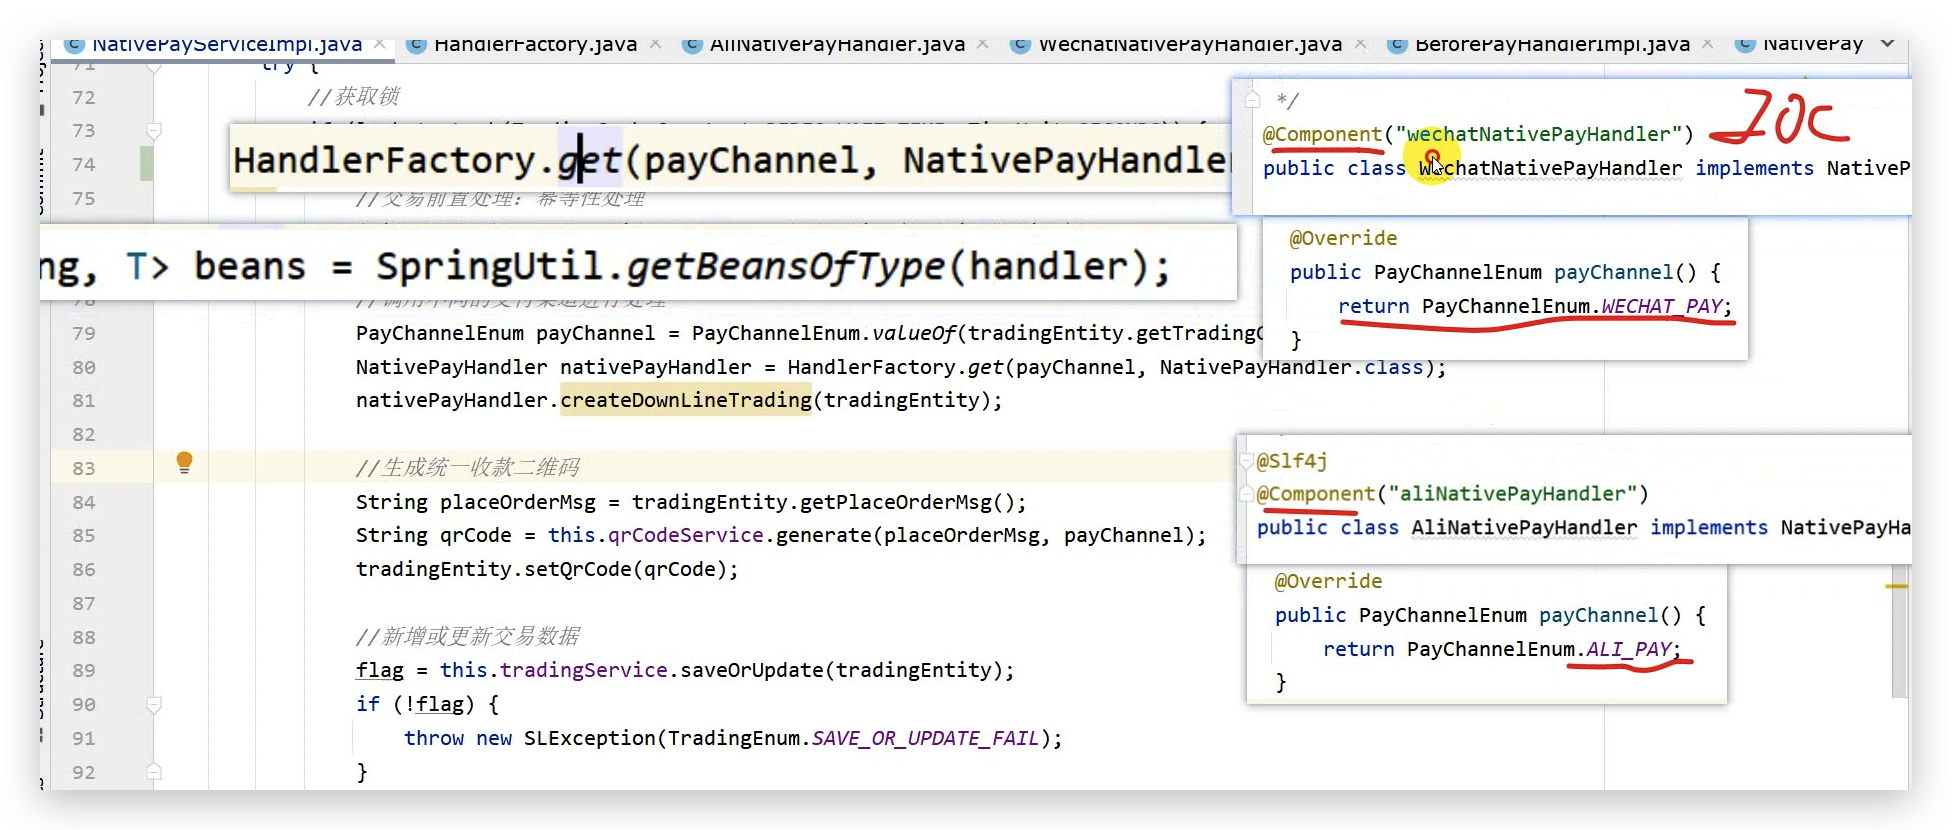 NativePayServiceImpl.java HandlerFactory.java AliNativePayHandler.java WechatNativePayHandler.java BeforePayHandlerImpl.java NativePay
71 try {
72 //获取锁
73
74 HandlerFactory.get(payChannel, NativePayHandle
75 //交易前置处理：幂等性处理
ng, T> beans = SpringUtil.getBeansOfType(handler);
78 //调用不同的支付渠道进行处理
79 PayChannelEnum payChannel = PayChannelEnum.valueOf(tradingEntity.getTradingC
80 NativePayHandler nativePayHandler = HandlerFactory.get(payChannel, NativePayHandler.class);
81 nativePayHandler.createDownLineTrading(tradingEntity);
82
83 //生成统一收款二维码
84 String placeOrderMsg = tradingEntity.getPlaceOrderMsg();
85 String qrCode = this.qrCodeService.generate(placeOrderMsg, payChannel);
86 tradingEntity.setQrCode(qrCode);
87
88 //新增或更新交易数据
89 flag = this.tradingService.saveOrUpdate(tradingEntity);
90 if (!flag) {
91 throw new SLException(TradingEnum.SAVE_OR_UPDATE_FAIL);
92 }
*/
@Component("wechatNativePayHandler") IOC
public class WechatNativePayHandler implements NativeP
@Override
public PayChannelEnum payChannel() {
return PayChannelEnum.WECHAT_PAY;
}
@Slf4j
@Component("aliNativePayHandler")
public class AliNativePayHandler implements NativePayHa
@Override
public PayChannelEnum payChannel() {
return PayChannelEnum.ALI_PAY;
}